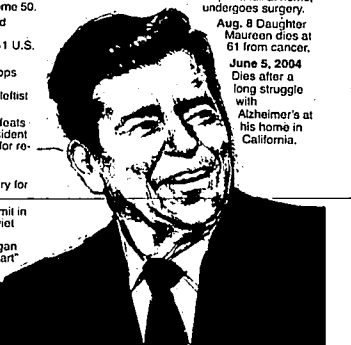 ome 50.
d
1 U.S.
ops
leftist
feats
sident
for re-
ry for
mit in
viet
gan
art"
undergoes surgery.
Aug. 8 Daughter
Maureen dies at
61 from cancer.
June 5, 2004
Dies after a
long struggle
with
Alzheimer's at
his home in
California.